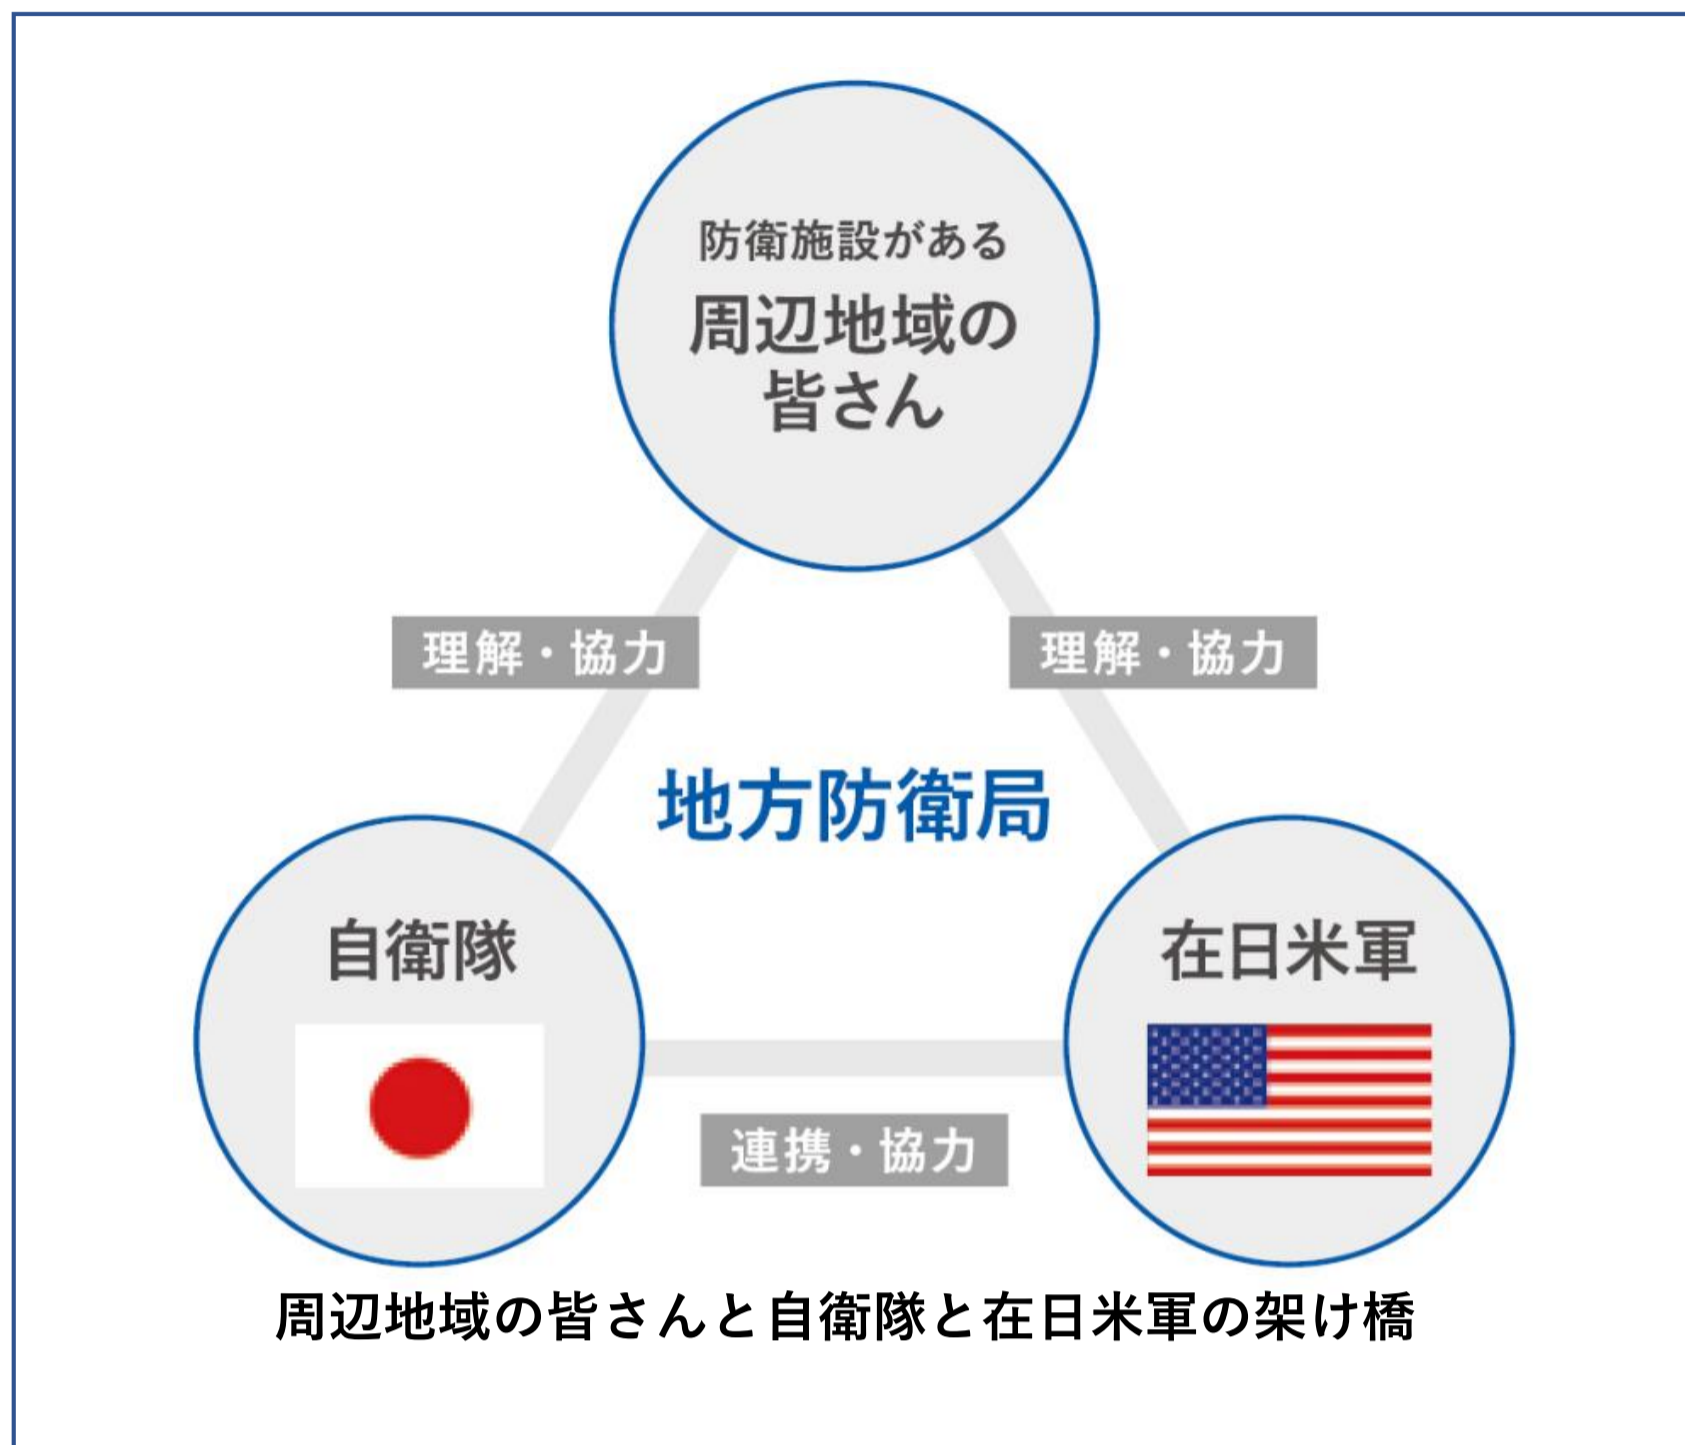 防衛施設がある
周辺地域の
皆さん
理解・協力
理解・協力
地方防衛局
自衛隊
在日米軍
連携・協力
周辺地域の皆さんと自衛隊と在日米軍の架け橋